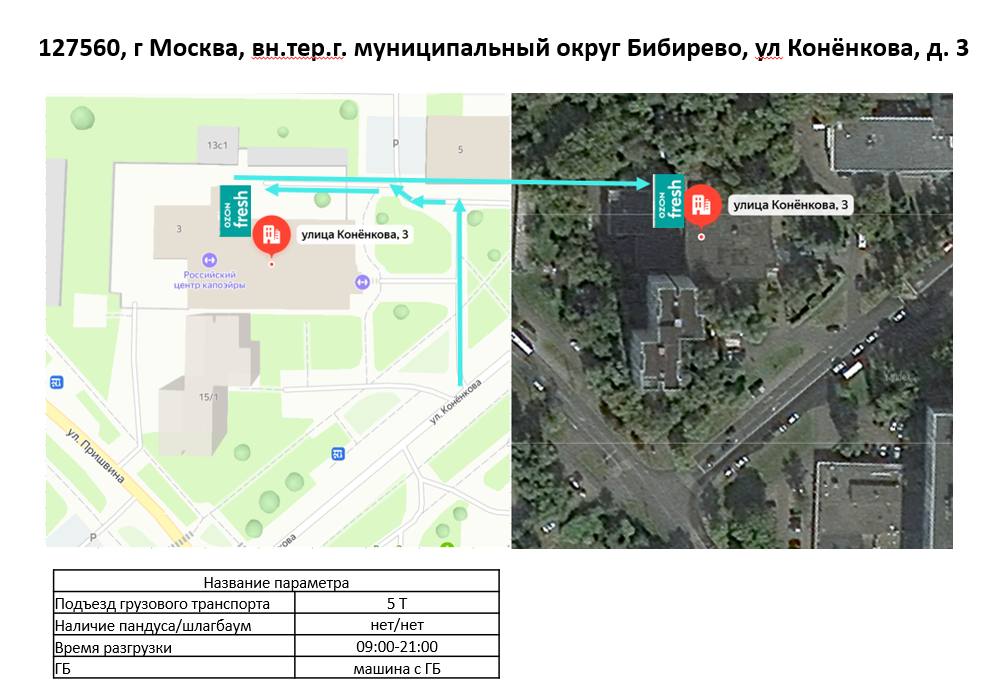 127560, г Москва, вн.тер.г. муниципальный округ Бибирево, ул Конёнкова, д. 3
13с1
P
5
ozon fresh
улица Конёнкова, 3
3
Российский
центр капоэйры
15/1
ул. Конёнкова
ул. Пришвина
P
ozon fresh
улица Конёнкова, 3
Название параметра
Подъезд грузового транспорта 5 Т
Наличие пандуса/шлагбаум нет/нет
Время разгрузки 09:00-21:00
ГБ машина с ГБ